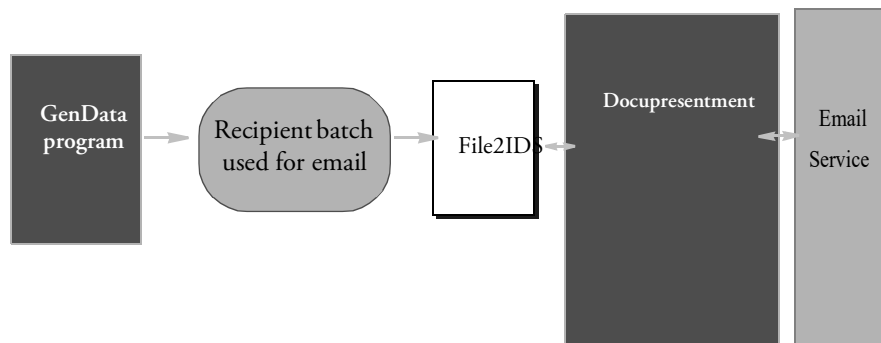 GenData
program
Recipient batch
used for email
File2IDS
Docupresentment
Email
Service